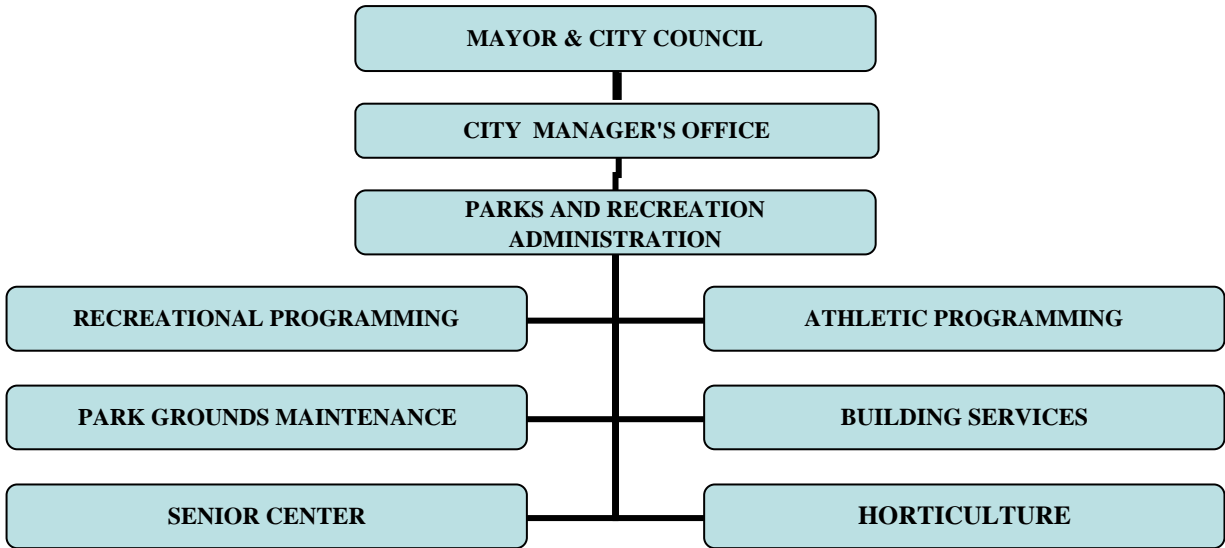 MAYOR & CITY COUNCIL
CITY MANAGER'S OFFICE
PARKS AND RECREATION
ADMINISTRATION
RECREATIONAL PROGRAMMING
ATHLETIC PROGRAMMING
PARK GROUNDS MAINTENANCE
BUILDING SERVICES
SENIOR CENTER
HORTICULTURE